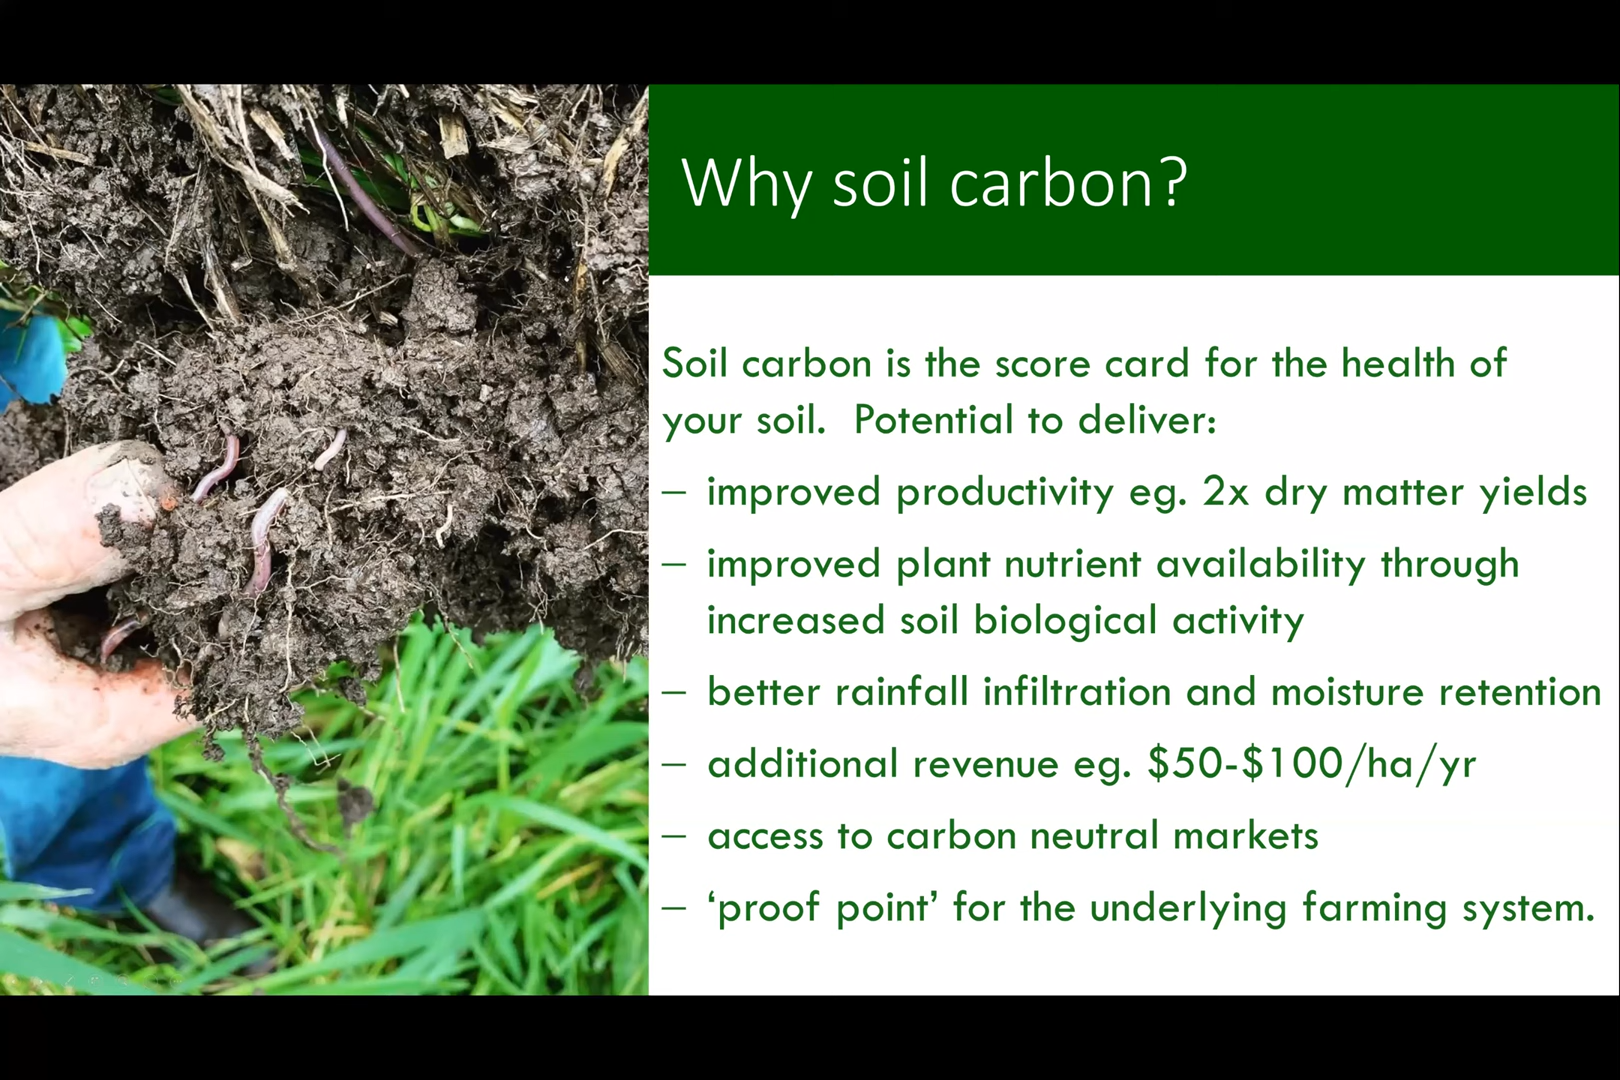 Why soil carbon?
Soil carbon is the score card for the health of
your soil.  Potential to deliver:
– improved productivity eg. 2x dry matter yields
– improved plant nutrient availability through
increased soil biological activity
– better rainfall infiltration and moisture retention
– additional revenue eg. $50-$100/ha/yr
– access to carbon neutral markets
– ‘proof point’ for the underlying farming system.